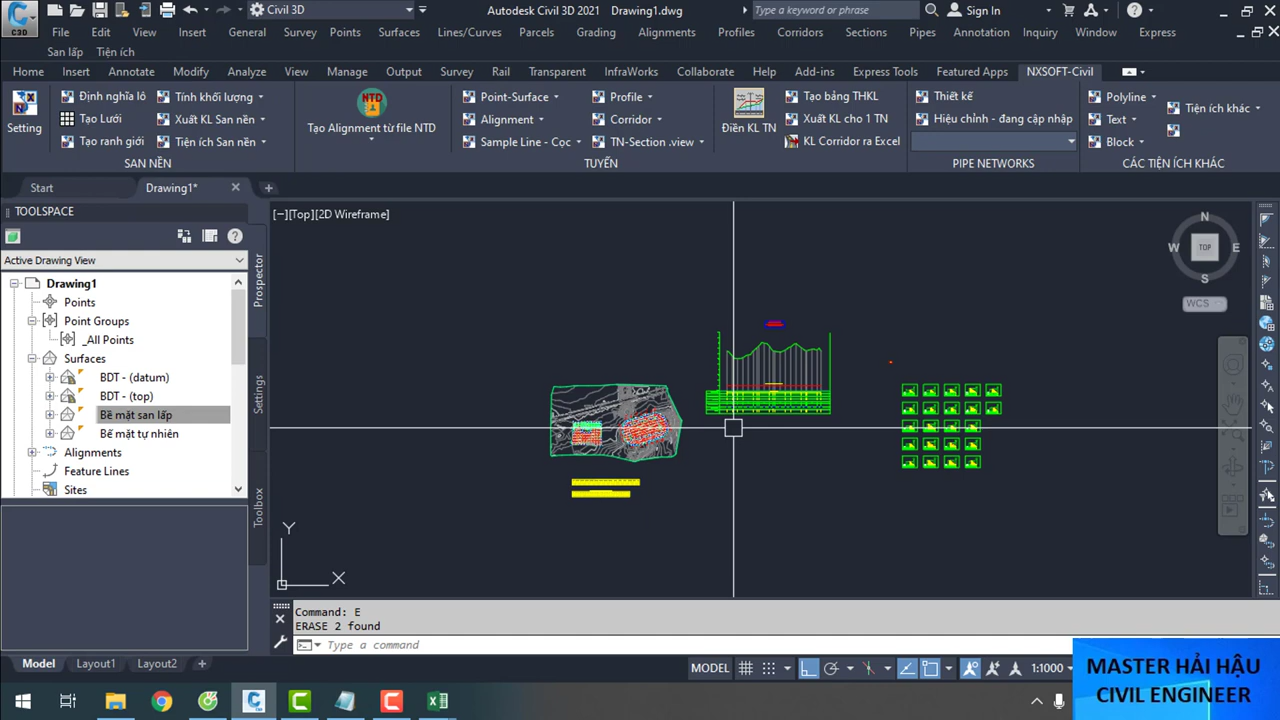 Civil 3D
Autodesk Civil 3D 2021 Drawing1.dwg
Type a keyword or phrase
Sign In
C3D
File Edit View Insert General Survey Points Surfaces Lines/Curves Parcels Grading Alignments Profiles Corridors Sections Pipes Annotation Inquiry Window Express
San lấp Tiện ích
Home Insert Annotate Modify Analyze View Manage Output Survey Rail Transparent InfraWorks Collaborate Help Add-ins Express Tools Featured Apps NXSOFT-Civil
Định nghĩa lô Tính khối lượng NTD Point-Surface Profile Tạo bảng THKL Thiết kế Polyline Tiện ích khác
Setting Tạo Lưới Xuất KL San nền Tạo Alignment từ file NTD Alignment Corridor Điền KL TN Xuất KL cho 1 TN Hiệu chỉnh - đang cập nhập Text
Tạo ranh giới Tiện ích San nền Sample Line - Cọc TN-Section .view KL Corridor ra Excel Block
SAN NỀN TUYẾN PIPE NETWORKS CÁC TIỆN ÍCH KHÁC
Start Drawing1*
TOOLSPACE
[−][Top][2D Wireframe]
Active Drawing View
Drawing1
Points
Point Groups
_All Points
Surfaces
BDT - (datum)
BDT - (top)
Bề mặt san lấp
Bề mặt tự nhiên
Alignments
Feature Lines
Sites
Prospector
Settings
Toolbox
N
W TOP E
S
WCS
Y
X
Command: E
ERASE 2 found
Type a command
Model Layout1 Layout2
MODEL
1:1000
MASTER HẢI HẬU
CIVIL ENGINEER